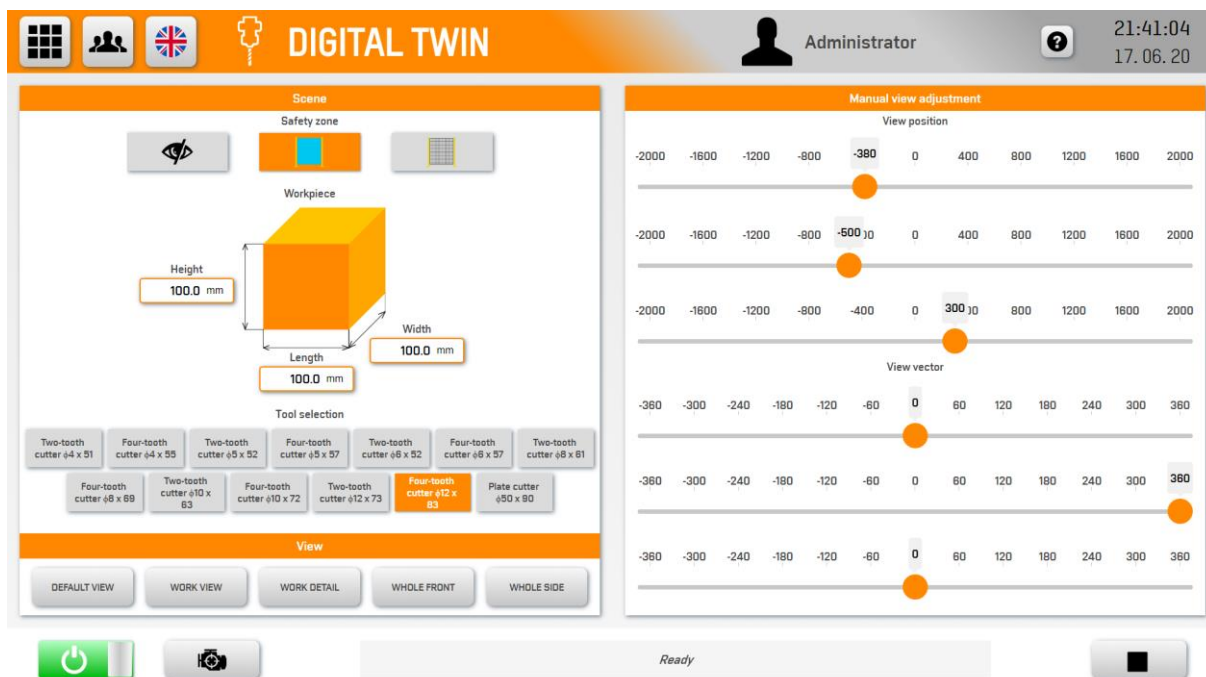 DIGITAL TWIN
Administrator
?
21:41:04
17. 06. 20
Scene
Safety zone
Workpiece
Height
100.0 mm
Width
100.0 mm
Length
100.0 mm
Tool selection
Two-tooth
cutter ϕ4 x 51
Four-tooth
cutter ϕ4 x 55
Two-tooth
cutter ϕ5 x 52
Four-tooth
cutter ϕ5 x 57
Two-tooth
cutter ϕ6 x 52
Four-tooth
cutter ϕ6 x 57
Two-tooth
cutter ϕ8 x 61
Four-tooth
cutter ϕ8 x 69
Two-tooth
cutter ϕ10 x
63
Four-tooth
cutter ϕ10 x 72
Two-tooth
cutter ϕ12 x 73
Four-tooth
cutter ϕ12 x
83
Plate cutter
ϕ50 x 90
View
DEFAULT VIEW
WORK VIEW
WORK DETAIL
WHOLE FRONT
WHOLE SIDE
Manual view adjustment
View position
-2000 -1600 -1200 -800 -380 0 400 800 1200 1600 2000
-2000 -1600 -1200 -800 -500 0 400 800 1200 1600 2000
-2000 -1600 -1200 -800 -400 0 300 800 1200 1600 2000
View vector
-360 -300 -240 -180 -120 -60 0 60 120 180 240 300 360
-360 -300 -240 -180 -120 -60 0 60 120 180 240 300 360
-360 -300 -240 -180 -120 -60 0 60 120 180 240 300 360
Ready